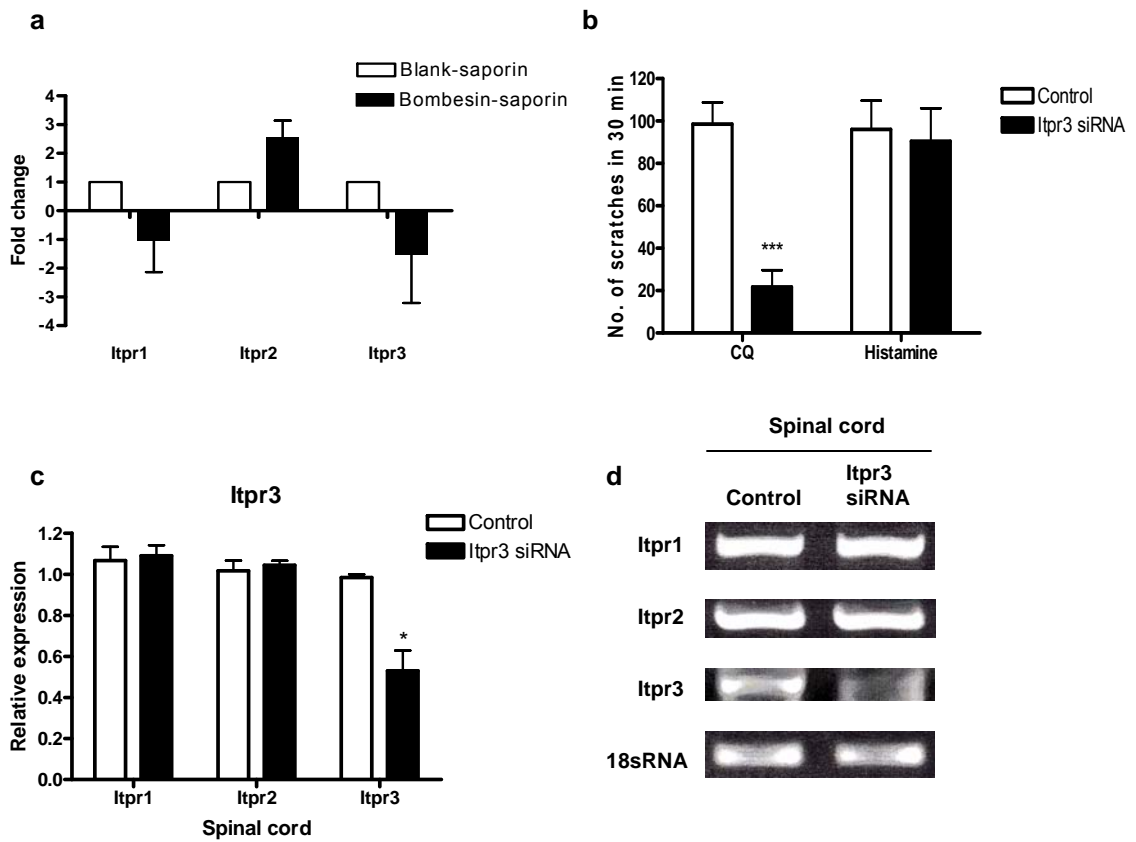 a
Blank-saporin
Bombesin-saporin
Fold change
4
3
2
1
0
-1
-2
-3
-4
Itpr1 Itpr2 Itpr3
b
No. of scratches in 30 min
120
100
80
60
40
20
0
***
CQ Histamine
Control
Itpr3 siRNA
c
Itpr3
Control
Itpr3 siRNA
Relative expression
1.2
1.0
0.8
0.6
0.4
0.2
0.0
*
Itpr1 Itpr2 Itpr3
Spinal cord
d
Spinal cord
Control Itpr3
siRNA
Itpr1
Itpr2
Itpr3
18sRNA